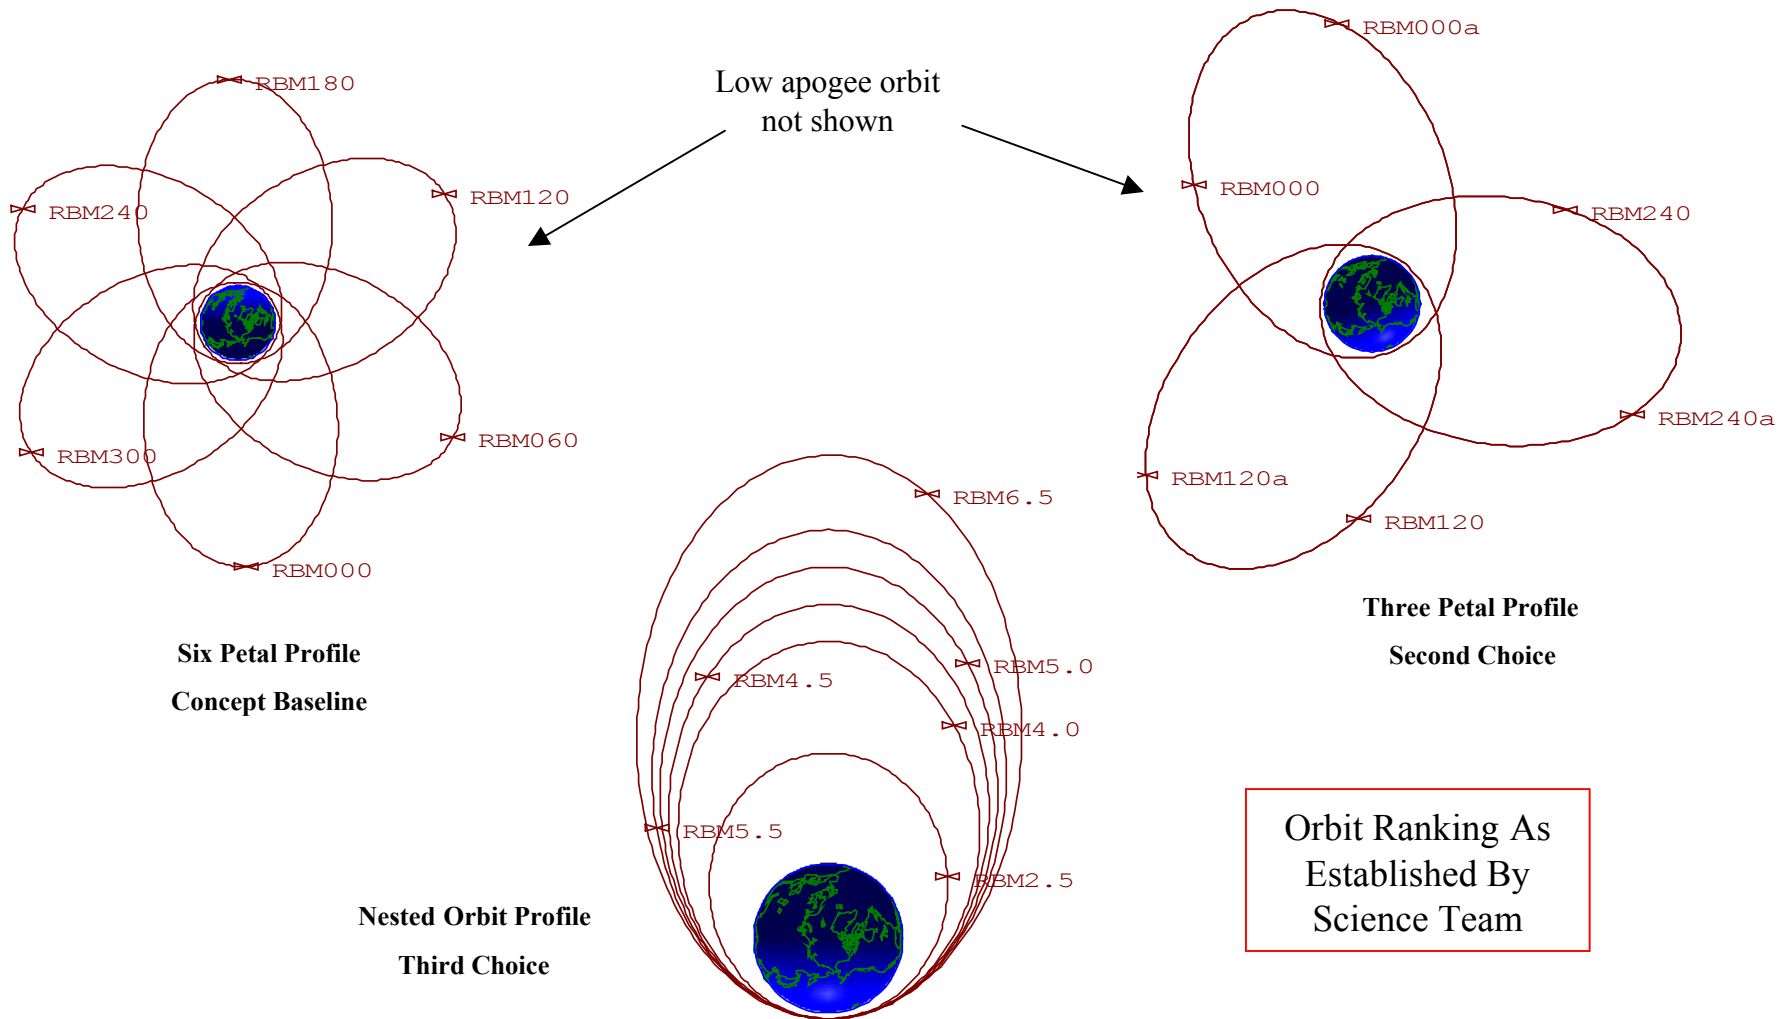 RBM180
RBM240
RBM120
RBM300
RBM060
RBM000
Six Petal Profile
Concept Baseline
Low apogee orbit
not shown
RBM000a
RBM000
RBM240
RBM240a
RBM120a
RBM120
Three Petal Profile
Second Choice
RBM6.5
RBM5.0
RBM4.5
RBM4.0
RBM5.5
RBM2.5
Nested Orbit Profile
Third Choice
Orbit Ranking As
Established By
Science Team